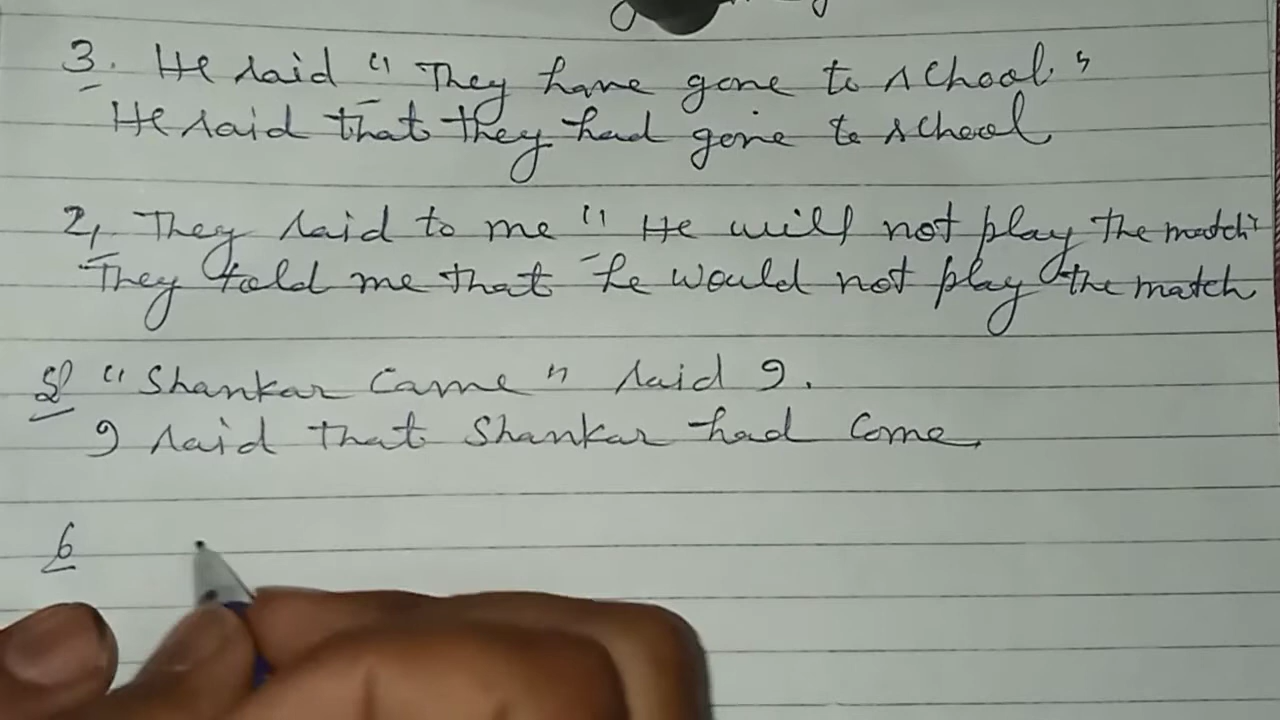 3. He said " They have gone to school"
He said that they had gone to school
2, They said to me " He will not play the match"
They told me that he would not play the match
"Shankar came" said I.
I said that Shankar had come.
6